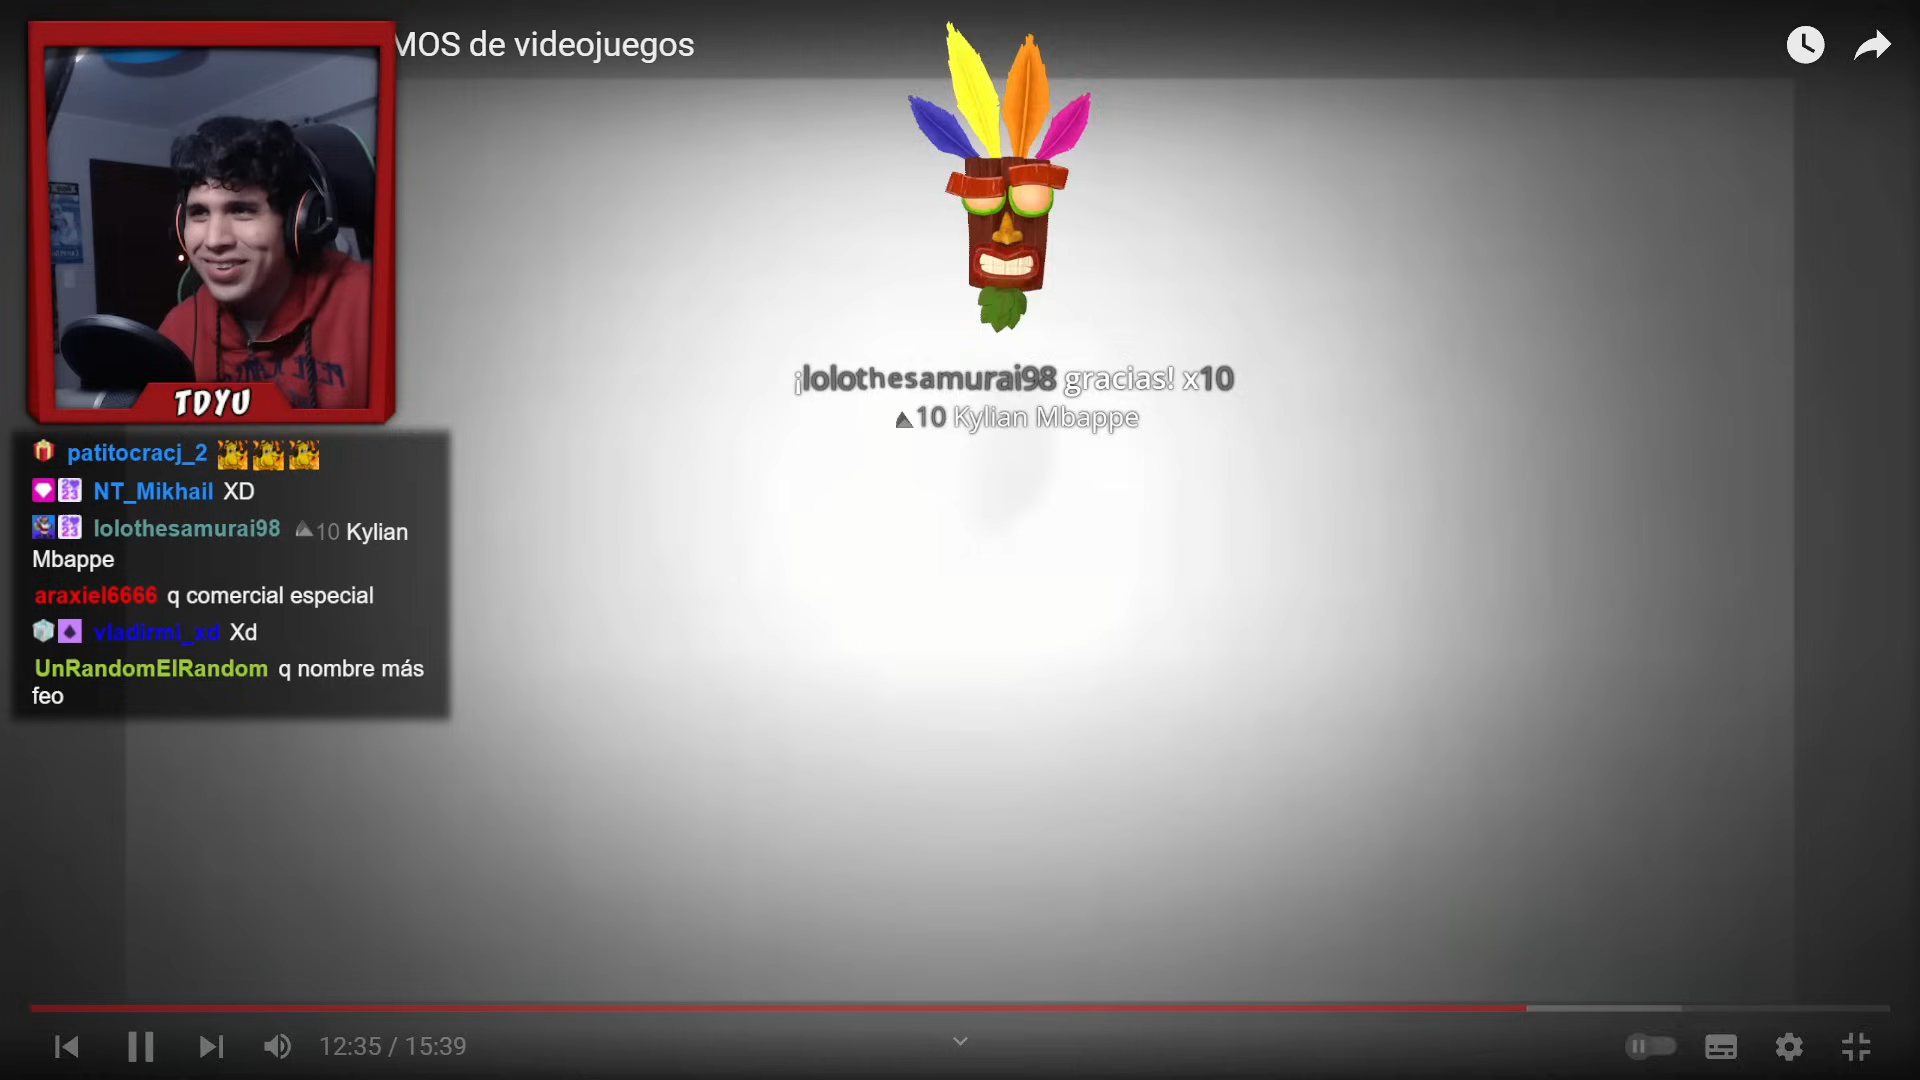 MOS de videojuegos
TDYU
¡lolothesamurai98 gracias! x10
10 Kylian Mbappe
patitocracj_2
NT_Mikhail XD
lolothesamurai98 10 Kylian
Mbappe
araxiel6666 q comercial especial
vladirmi_xd Xd
UnRandomElRandom q nombre más
feo
12:35 / 15:39